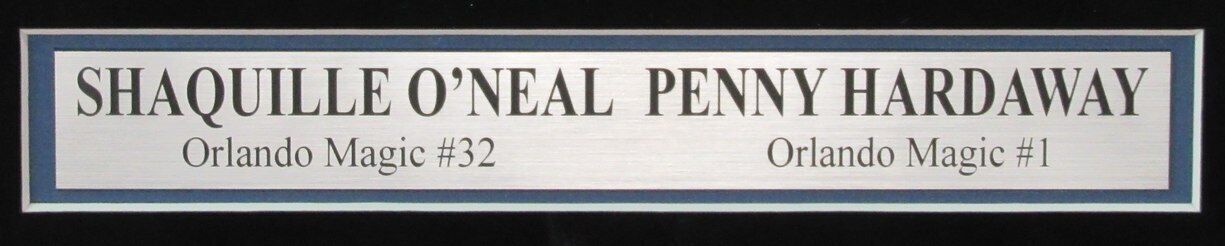 SHAQUILLE O'NEAL PENNY HARDAWAY
Orlando Magic #32 Orlando Magic #1